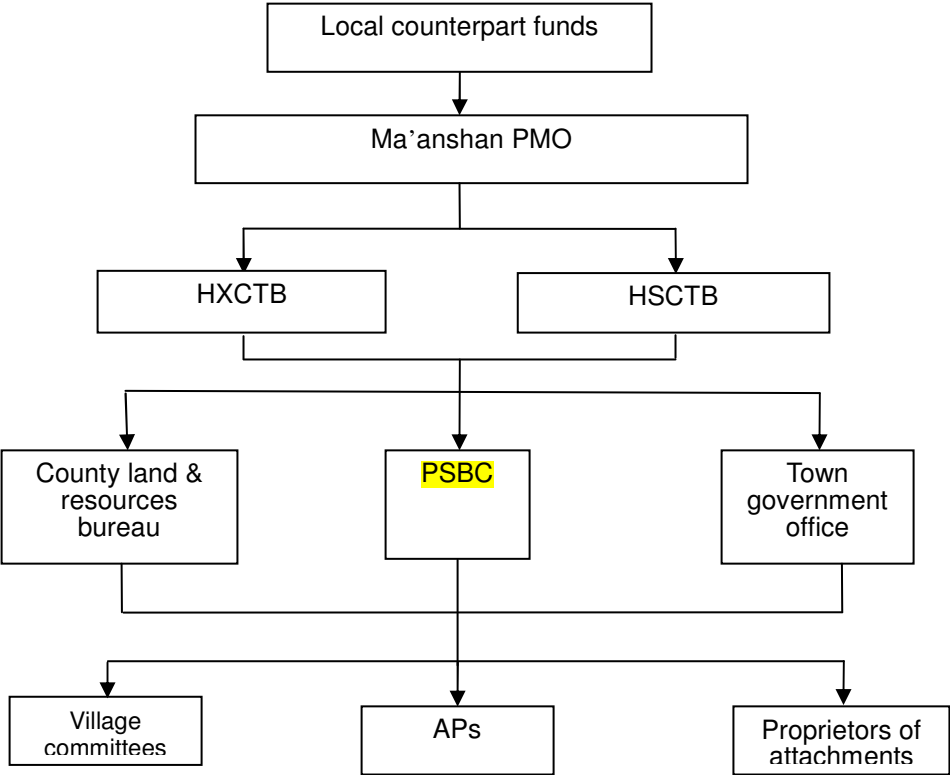 Local counterpart funds
Ma’anshan PMO
HXCTB
HSCTB
County land &
resources
bureau
PSBC
Town
government
office
Village
committees
APs
Proprietors of
attachments